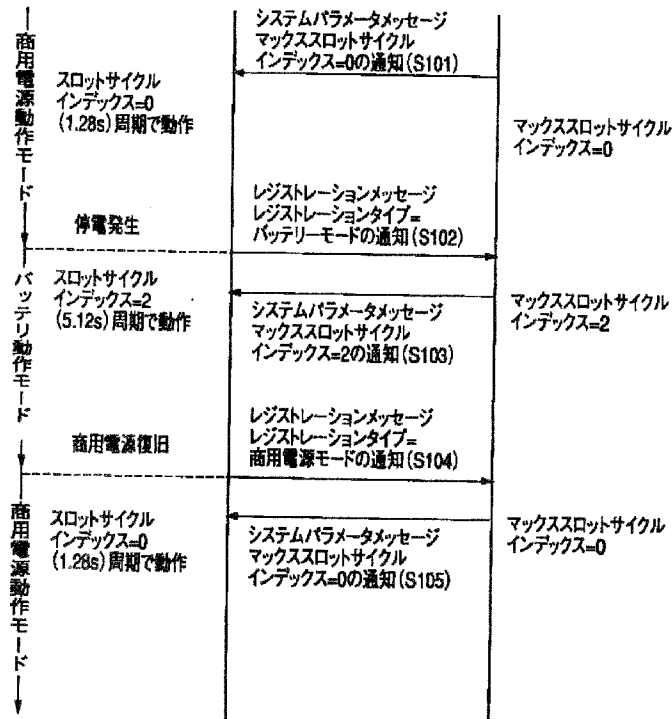 商用電源動作モード
システムパラメータメッセージ
マックススロットサイクル
インデックス=0の通知(S101)
スロットサイクル
インデックス=0
(1.28s)周期で動作
マックススロットサイクル
インデックス=0
停電発生
レジストレーションメッセージ
レジストレーションタイプ=
バッテリーモードの通知(S102)
バッテリ動作モード
スロットサイクル
インデックス=2
(5.12s)周期で動作
マックススロットサイクル
インデックス=2
システムパラメータメッセージ
マックススロットサイクル
インデックス=2の通知(S103)
商用電源復旧
レジストレーションメッセージ
レジストレーションタイプ=
商用電源モードの通知(S104)
商用電源動作モード
スロットサイクル
インデックス=0
(1.28s)周期で動作
マックススロットサイクル
インデックス=0
システムパラメータメッセージ
マックススロットサイクル
インデックス=0の通知(S105)